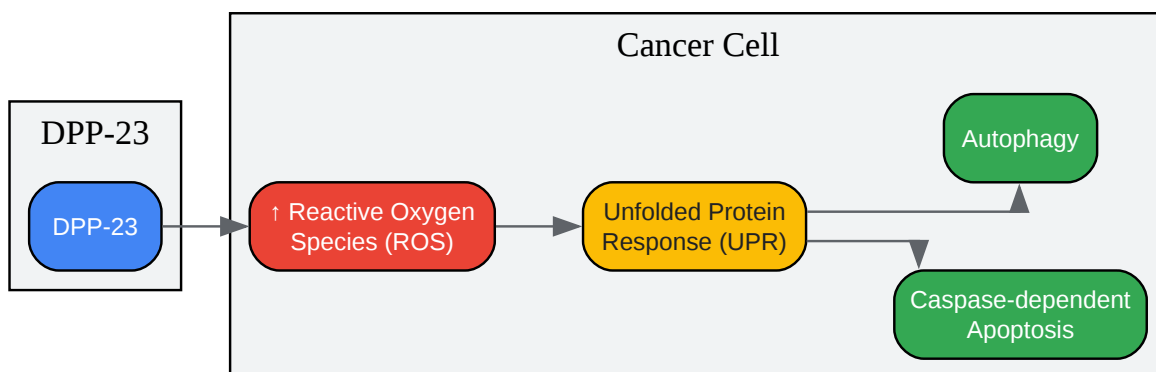 Cancer Cell
DPP-23
DPP-23
↑ Reactive Oxygen
Species (ROS)
Unfolded Protein
Response (UPR)
Autophagy
Caspase-dependent
Apoptosis